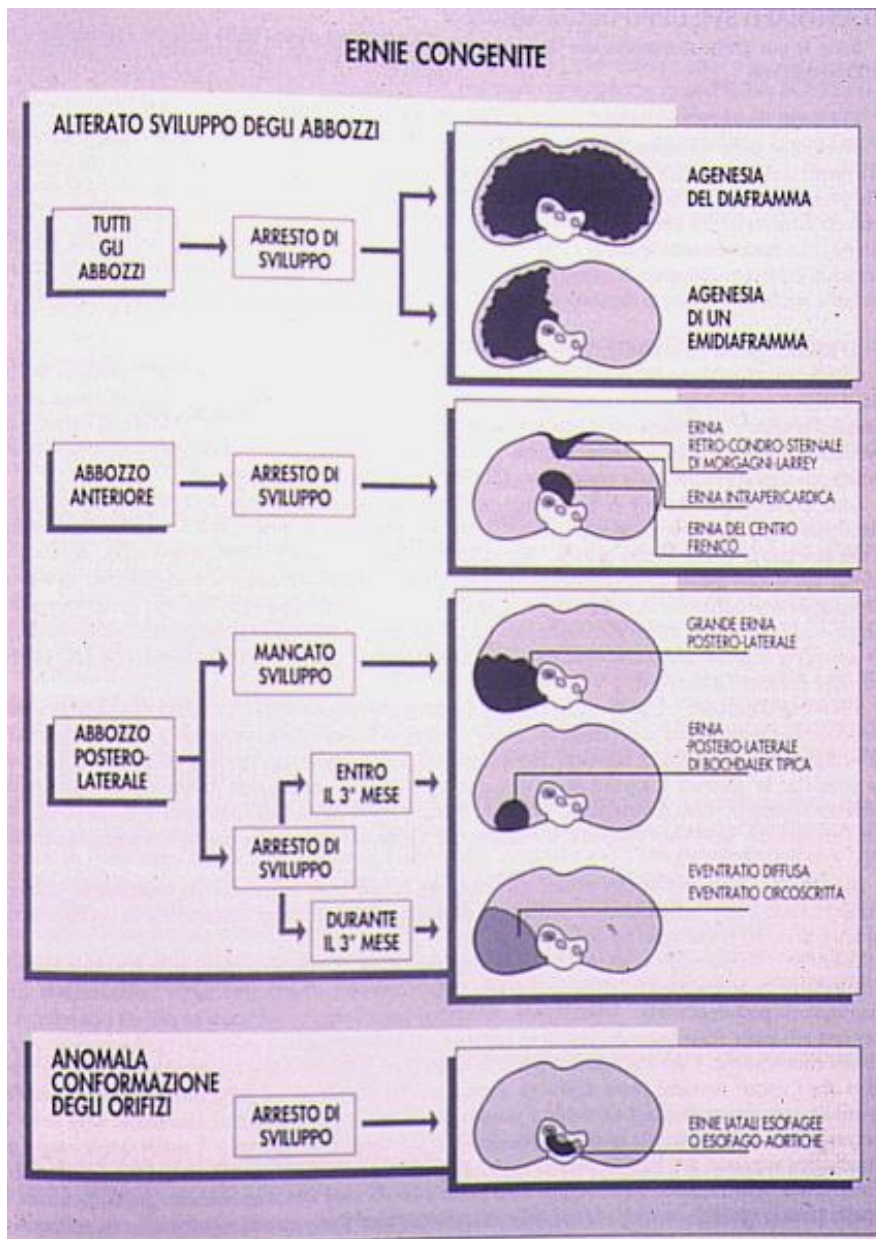 ERNIE CONGENITE
ALTERATO SVILUPPO DEGLI ABBOZZI
TUTTI
GLI
ABBOZZI
ARRESTO DI
SVILUPPO
AGENESIA
DEL DIAFRAMMA
AGENESIA
DI UN
EMIDIAFRAMMA
ABBOZZO
ANTERIORE
ARRESTO DI
SVILUPPO
ERNIA
RETRO-CONDRO-STERNALE
DI MORGAGNI-LARREY
ERNIA INTRAPERICARDICA
ERNIA DEL CENTRO
FRENICO
ABBOZZO
POSTERO-
LATERALE
MANCATO
SVILUPPO
GRANDE ERNIA
POSTERO-LATERALE
ARRESTO DI
SVILUPPO
ENTRO
IL 3° MESE
ERNIA
POSTERO-LATERALE
DI BOCHDALEK TIPICA
DURANTE
IL 3° MESE
EVENTRATIO DIFFUSA
EVENTRATIO CIRCOSCRITTA
ANOMALA
CONFORMAZIONE
DEGLI ORIFIZI
ARRESTO DI
SVILUPPO
ERNIE IATALI ESOFAGEE
O ESOFAGO-AORTICHE